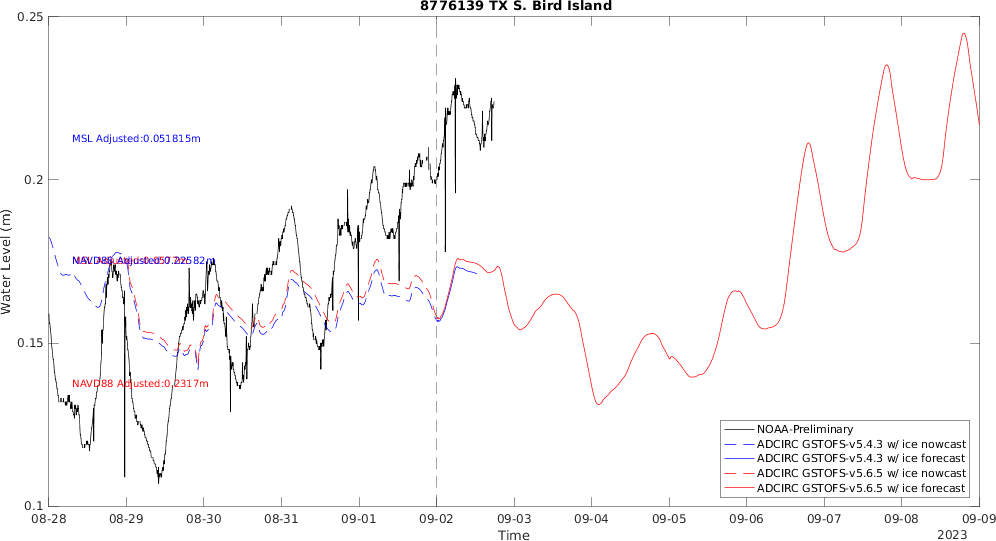 8776139 TX S. Bird Island
0.25
0.2
0.15
0.1
Water Level (m)
MSL Adjusted:0.051815m
NAVD88 Adjusted:0.22582m
NAVD88 Adjusted:0.2317m
NOAA-Preliminary
ADCIRC GSTOFS-v5.4.3 w/ ice nowcast
ADCIRC GSTOFS-v5.4.3 w/ ice forecast
ADCIRC GSTOFS-v5.6.5 w/ ice nowcast
ADCIRC GSTOFS-v5.6.5 w/ ice forecast
08-28 08-29 08-30 08-31 09-01 09-02 09-03 09-04 09-05 09-06 09-07 09-08 09-09
Time
2023